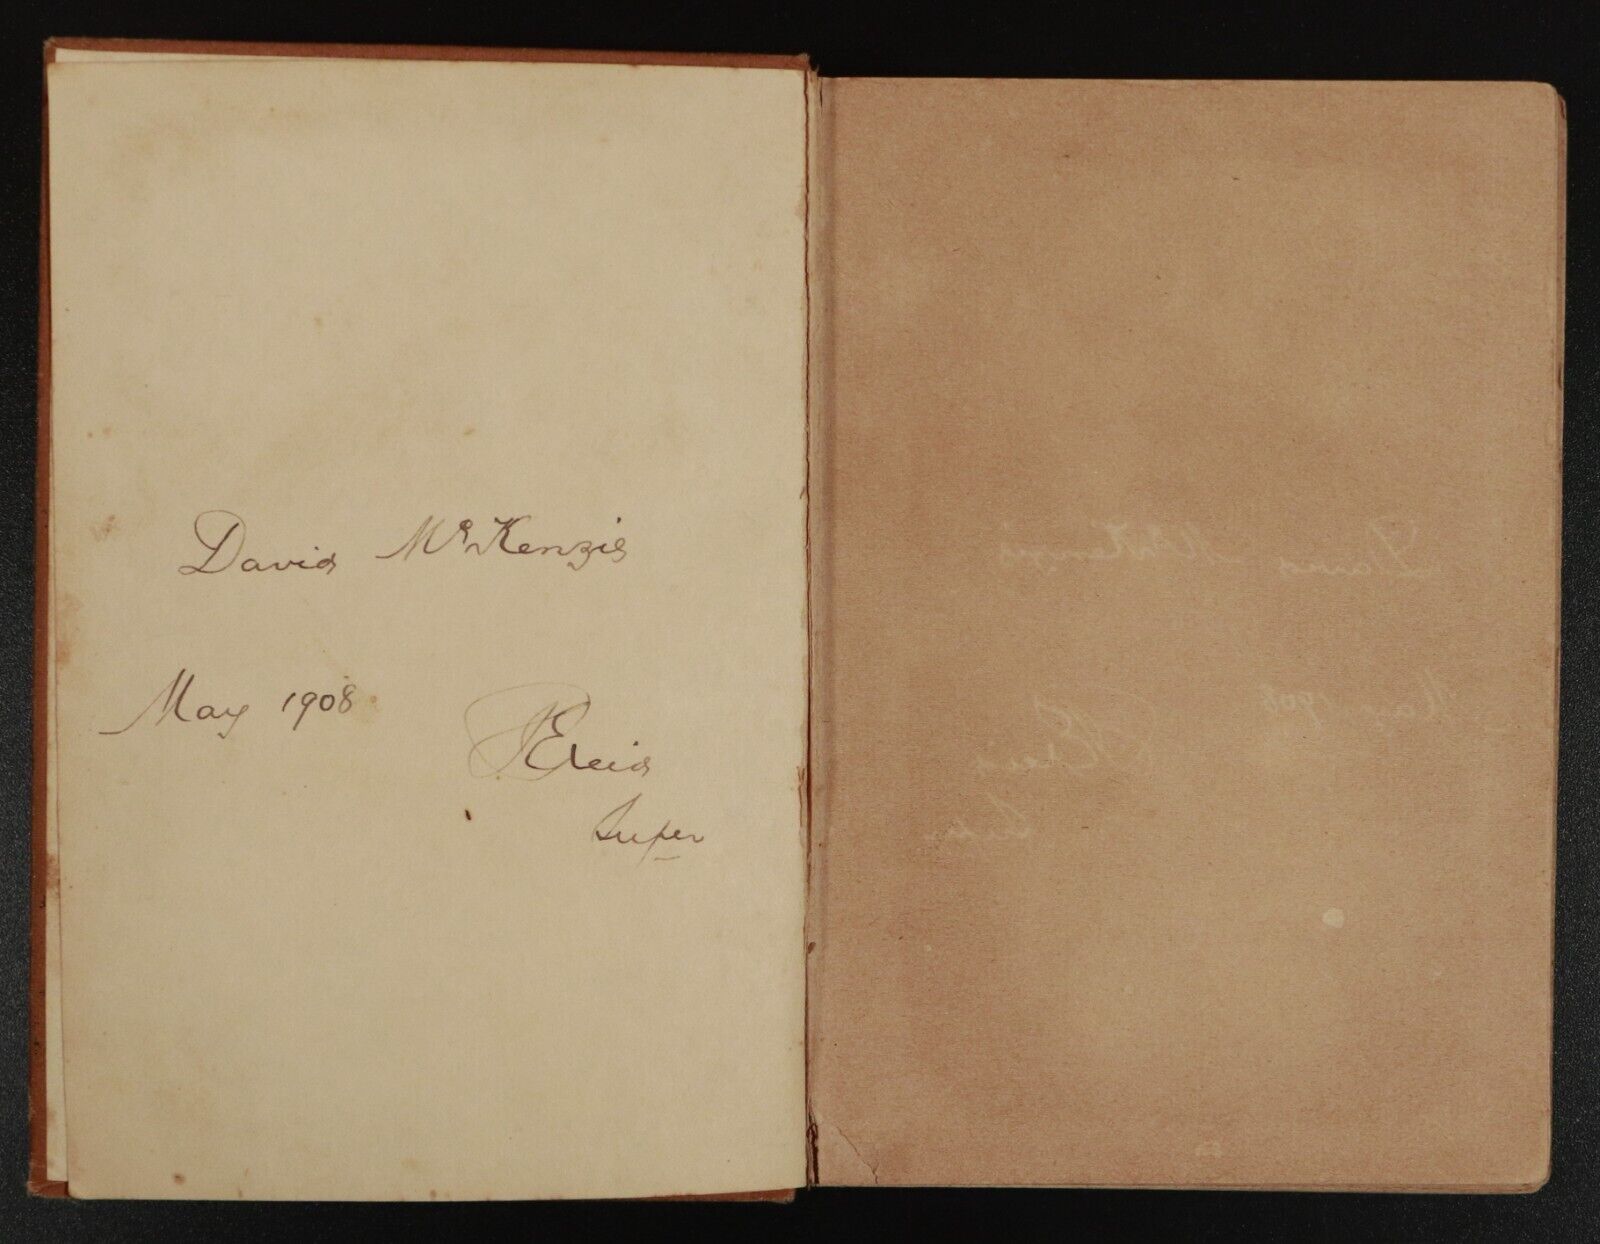 David McKenzie
May 1908
Super